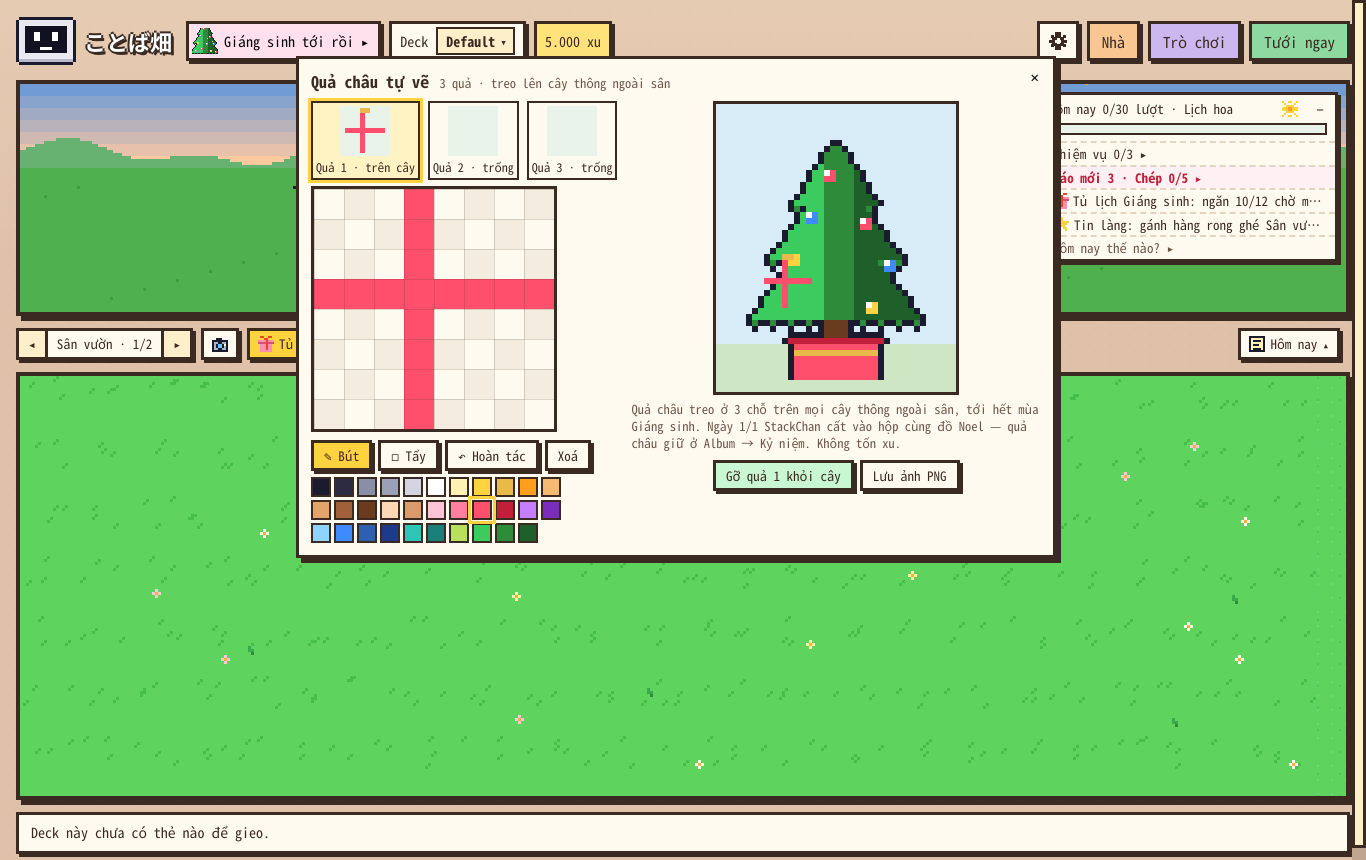 ことば畑
Giáng sinh tới rồi ▸
Deck Default ▾
5.000 xu
Nhà
Trò chơi
Tưới ngay
Quả châu tự vẽ 3 quả · treo lên cây thông ngoài sân ×
Quả 1 · trên cây
Quả 2 · trống
Quả 3 · trống
✎ Bút
◻ Tẩy
↶ Hoàn tác
Xoá
Quả châu treo ở 3 chỗ trên mọi cây thông ngoài sân, tới hết mùa
Giáng sinh. Ngày 1/1 StackChan cất vào hộp cùng đồ Noel — quả
châu giữ ở Album → Kỷ niệm. Không tốn xu.
Gỡ quả 1 khỏi cây
Lưu ảnh PNG
nay 0/30 lượt · Lịch hoa –
vụ 0/3 ▸
mới 3 · Chép 0/5 ▸
Tủ lịch Giáng sinh: ngăn 10/12 chờ m…
Tin làng: gánh hàng rong ghé Sân vư…
nay thế nào? ▸
◂ Sân vườn · 1/2 ▸
Tủ
Hôm nay ▴
Deck này chưa có thẻ nào để gieo.